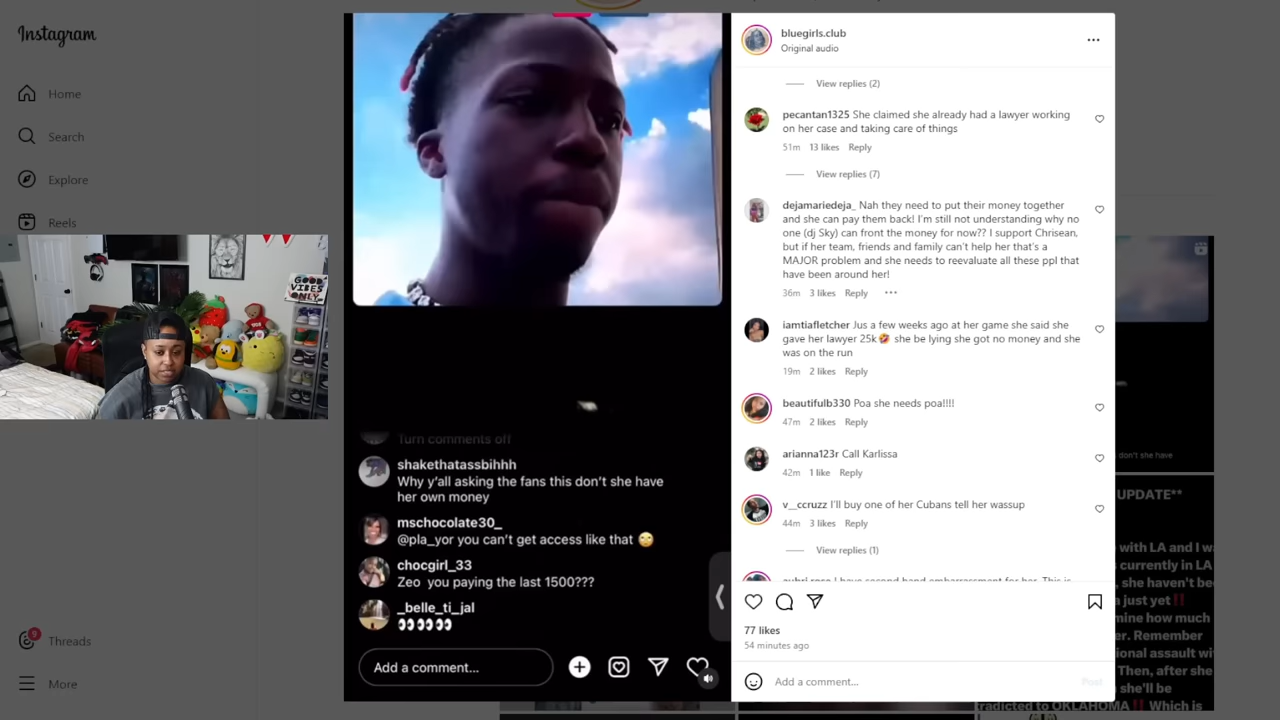 Instagram
Home
Search
Explore
Reels
9
Threads
More
GOOD
VIBES
ONLY
Turn comments off
shakethatassbihhh
Why y'all asking the fans this don't she have
her own money
mschocolate30_
@pla_yor you can't get access like that 🙄
chocgirl_33
Zeo you paying the last 1500???
_belle_ti_jal
👀👀👀👀👀
Add a comment...
bluegirls.club
Original audio
View replies (2)
pecantan1325 She claimed she already had a lawyer working
on her case and taking care of things
51m 13 likes Reply
View replies (7)
dejamariedeja_ Nah they need to put their money together
and she can pay them back! I'm still not understanding why no
one (dj Sky) can front the money for now?? I support Chrisean,
but if her team, friends and family can't help her that's a
MAJOR problem and she needs to reevaluate all these ppl that
have been around her!
36m 3 likes Reply
iamtiafletcher Jus a few weeks ago at her game she said she
gave her lawyer 25k🤣 she be lying she got no money and she
was on the run
19m 2 likes Reply
beautifulb330 Poa she needs poa!!!!
47m 2 likes Reply
arianna123r Call Karlissa
42m 1 like Reply
v__ccruzz I'll buy one of her Cubans tell her wassup
44m 3 likes Reply
View replies (1)
77 likes
54 minutes ago
Add a comment...
Post
don't she have
UPDATE**
with LA and I w
currently in LA
, she haven't be
a just yet‼️
mine how much
er. Remember
ional assault wi
Then, after she
she'll be
tradicted to OKLAHOMA‼️ Which is